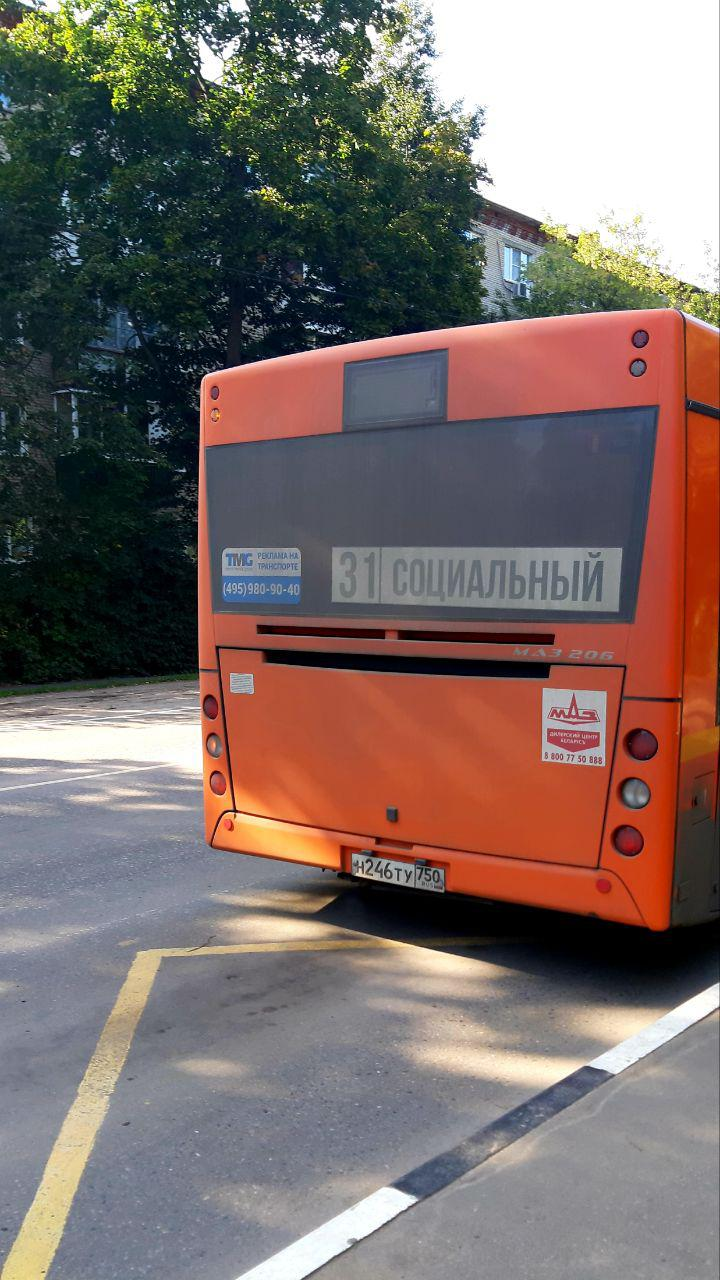 TMG РЕКЛАМА НА
ТРАНСПОРТЕ
(495)980-90-40
31 СОЦИАЛЬНЫЙ
МАЗ 206
МАЗ
ДИЛЕРСКИЙ ЦЕНТР
БЕЛАРУСЬ
8 800 77 50 888
Н246ТУ 750
RUS